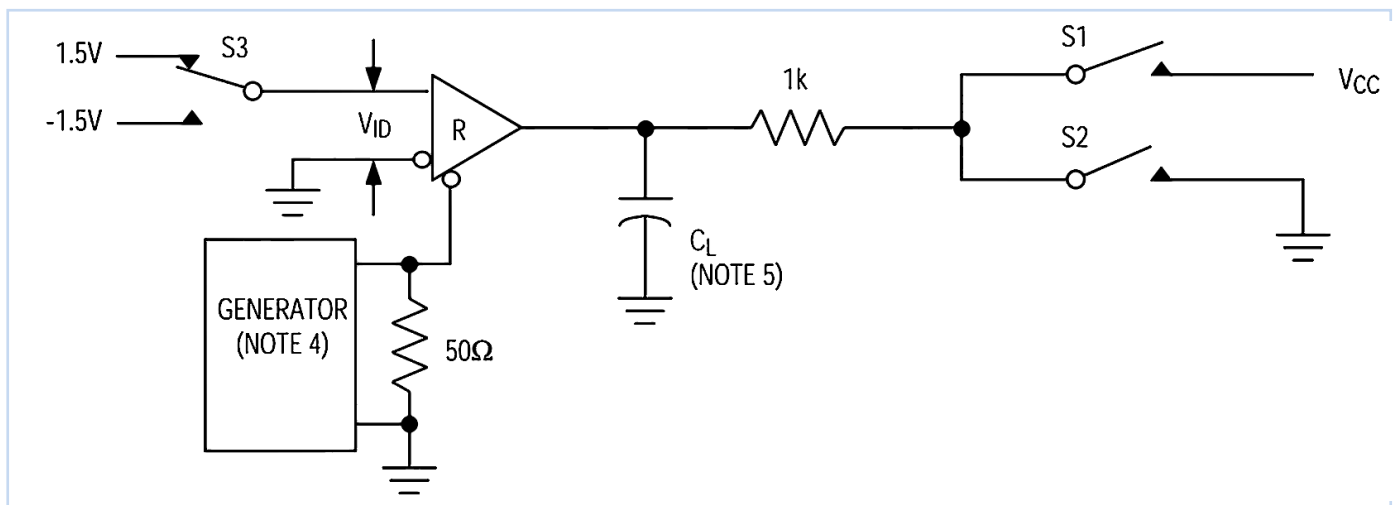 1.5V
S3
-1.5V
VID
R
GENERATOR
(NOTE 4)
50Ω
CL
(NOTE 5)
1k
S1
VCC
S2